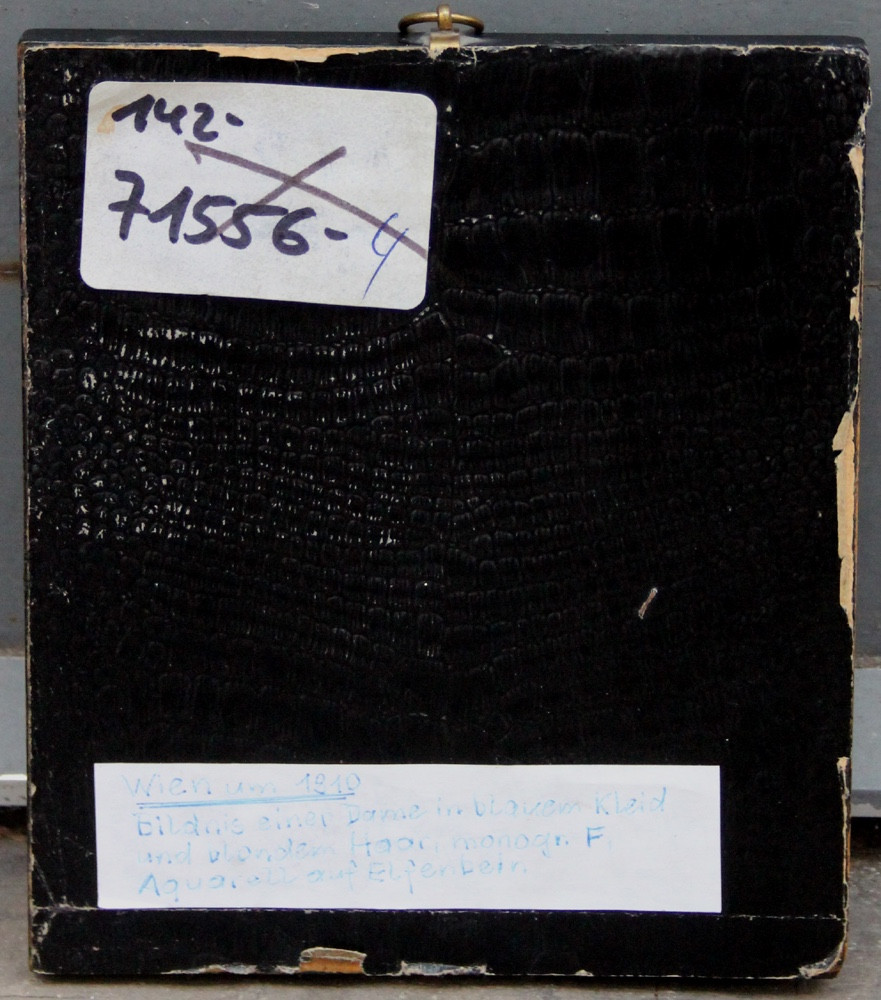 142-
71556- 4
Wien um 1910
Bildnis einer Dame in blauem Kleid
und blondem Haar, monogr. F,
Aquarell auf Elfenbein